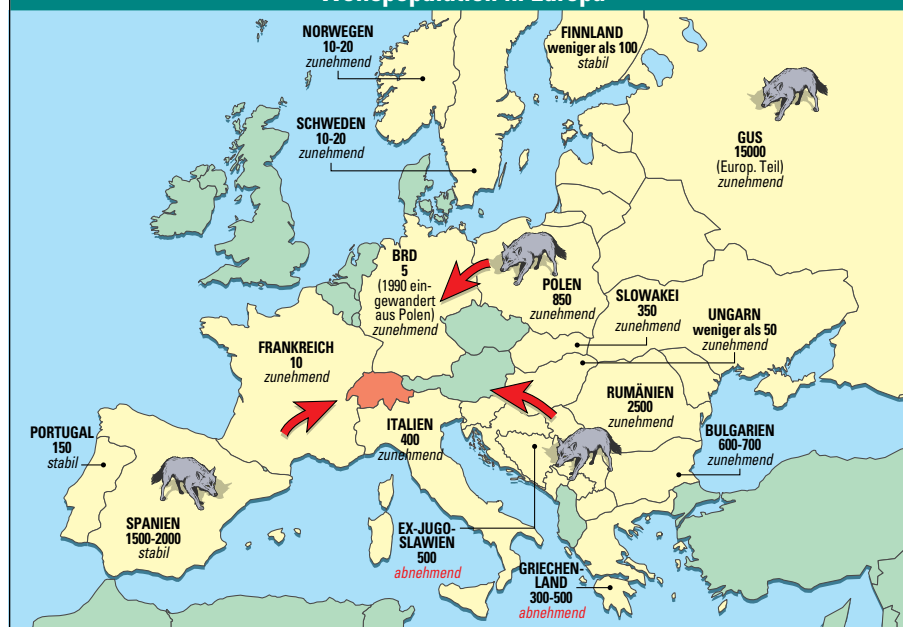 Wolfspopulation in Europa
NORWEGEN
10-20
zunehmend
FINNLAND
weniger als 100
stabil
SCHWEDEN
10-20
zunehmend
GUS
15000
(Europ. Teil)
zunehmend
BRD
5
(1990 ein-
gewandert
aus Polen)
zunehmend
POLEN
850
zunehmend
SLOWAKEI
350
zunehmend
UNGARN
weniger als 50
zunehmend
FRANKREICH
10
zunehmend
RUMÄNIEN
2500
zunehmend
ITALIEN
400
zunehmend
BULGARIEN
600-700
zunehmend
PORTUGAL
150
stabil
SPANIEN
1500-2000
stabil
EX-JUGO-
SLAWIEN
500
abnehmend
GRIECHEN-
LAND
300-500
abnehmend